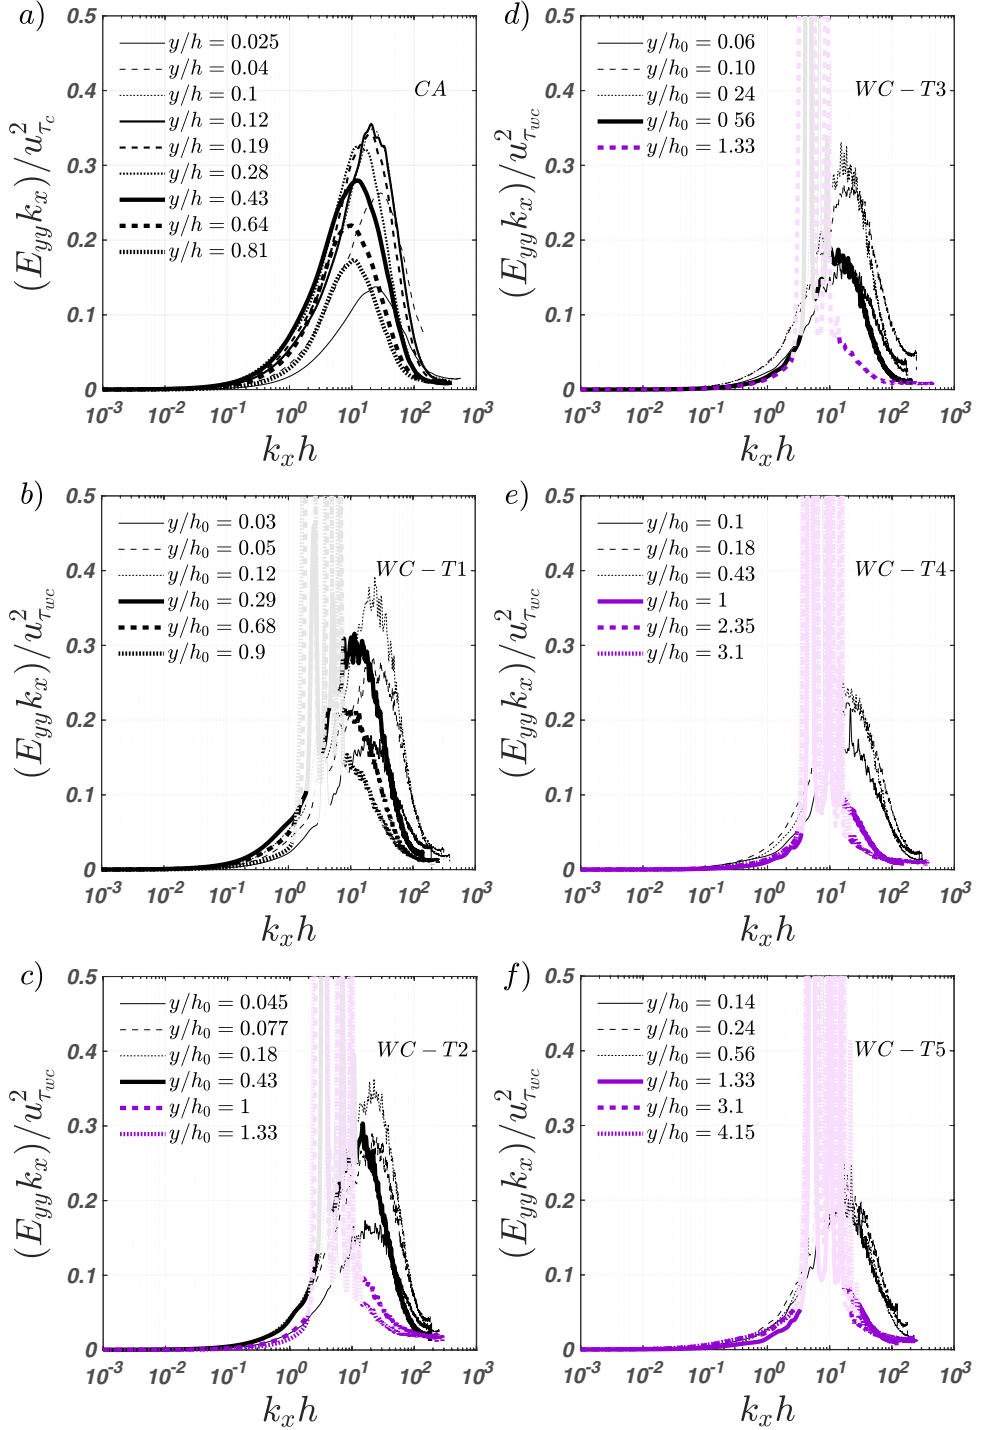 a)
0.5
0.4
0.3
0.2
0.1
0
(E_{yy}k_x)/u^2_{τ_c}
y/h = 0.025
y/h = 0.04
y/h = 0.1
y/h = 0.12
y/h = 0.19
y/h = 0.28
y/h = 0.43
y/h = 0.64
y/h = 0.81
CA
10^{-3} 10^{-2} 10^{-1} 10^0 10^1 10^2 10^3
k_x h
d)
0.5
0.4
0.3
0.2
0.1
0
(E_{yy}k_x)/u^2_{τ_{wc}}
y/h_0 = 0.06
y/h_0 = 0.10
y/h_0 = 0 24
y/h_0 = 0 56
y/h_0 = 1.33
WC − T3
10^{-3} 10^{-2} 10^{-1} 10^0 10^1 10^2 10^3
k_x h
b)
0.5
0.4
0.3
0.2
0.1
0
(E_{yy}k_x)/u^2_{τ_{wc}}
y/h_0 = 0.03
y/h_0 = 0.05
y/h_0 = 0.12
y/h_0 = 0.29
y/h_0 = 0.68
y/h_0 = 0.9
WC − T1
10^{-3} 10^{-2} 10^{-1} 10^0 10^1 10^2 10^3
k_x h
e)
0.5
0.4
0.3
0.2
0.1
0
(E_{yy}k_x)/u^2_{τ_{wc}}
y/h_0 = 0.1
y/h_0 = 0.18
y/h_0 = 0.43
y/h_0 = 1
y/h_0 = 2.35
y/h_0 = 3.1
WC − T4
10^{-3} 10^{-2} 10^{-1} 10^0 10^1 10^2 10^3
k_x h
c)
0.5
0.4
0.3
0.2
0.1
0
(E_{yy}k_x)/u^2_{τ_{wc}}
y/h_0 = 0.045
y/h_0 = 0.077
y/h_0 = 0.18
y/h_0 = 0.43
y/h_0 = 1
y/h_0 = 1.33
WC − T2
10^{-3} 10^{-2} 10^{-1} 10^0 10^1 10^2 10^3
k_x h
f)
0.5
0.4
0.3
0.2
0.1
0
(E_{yy}k_x)/u^2_{τ_{wc}}
y/h_0 = 0.14
y/h_0 = 0.24
y/h_0 = 0.56
y/h_0 = 1.33
y/h_0 = 3.1
y/h_0 = 4.15
WC − T5
10^{-3} 10^{-2} 10^{-1} 10^0 10^1 10^2 10^3
k_x h